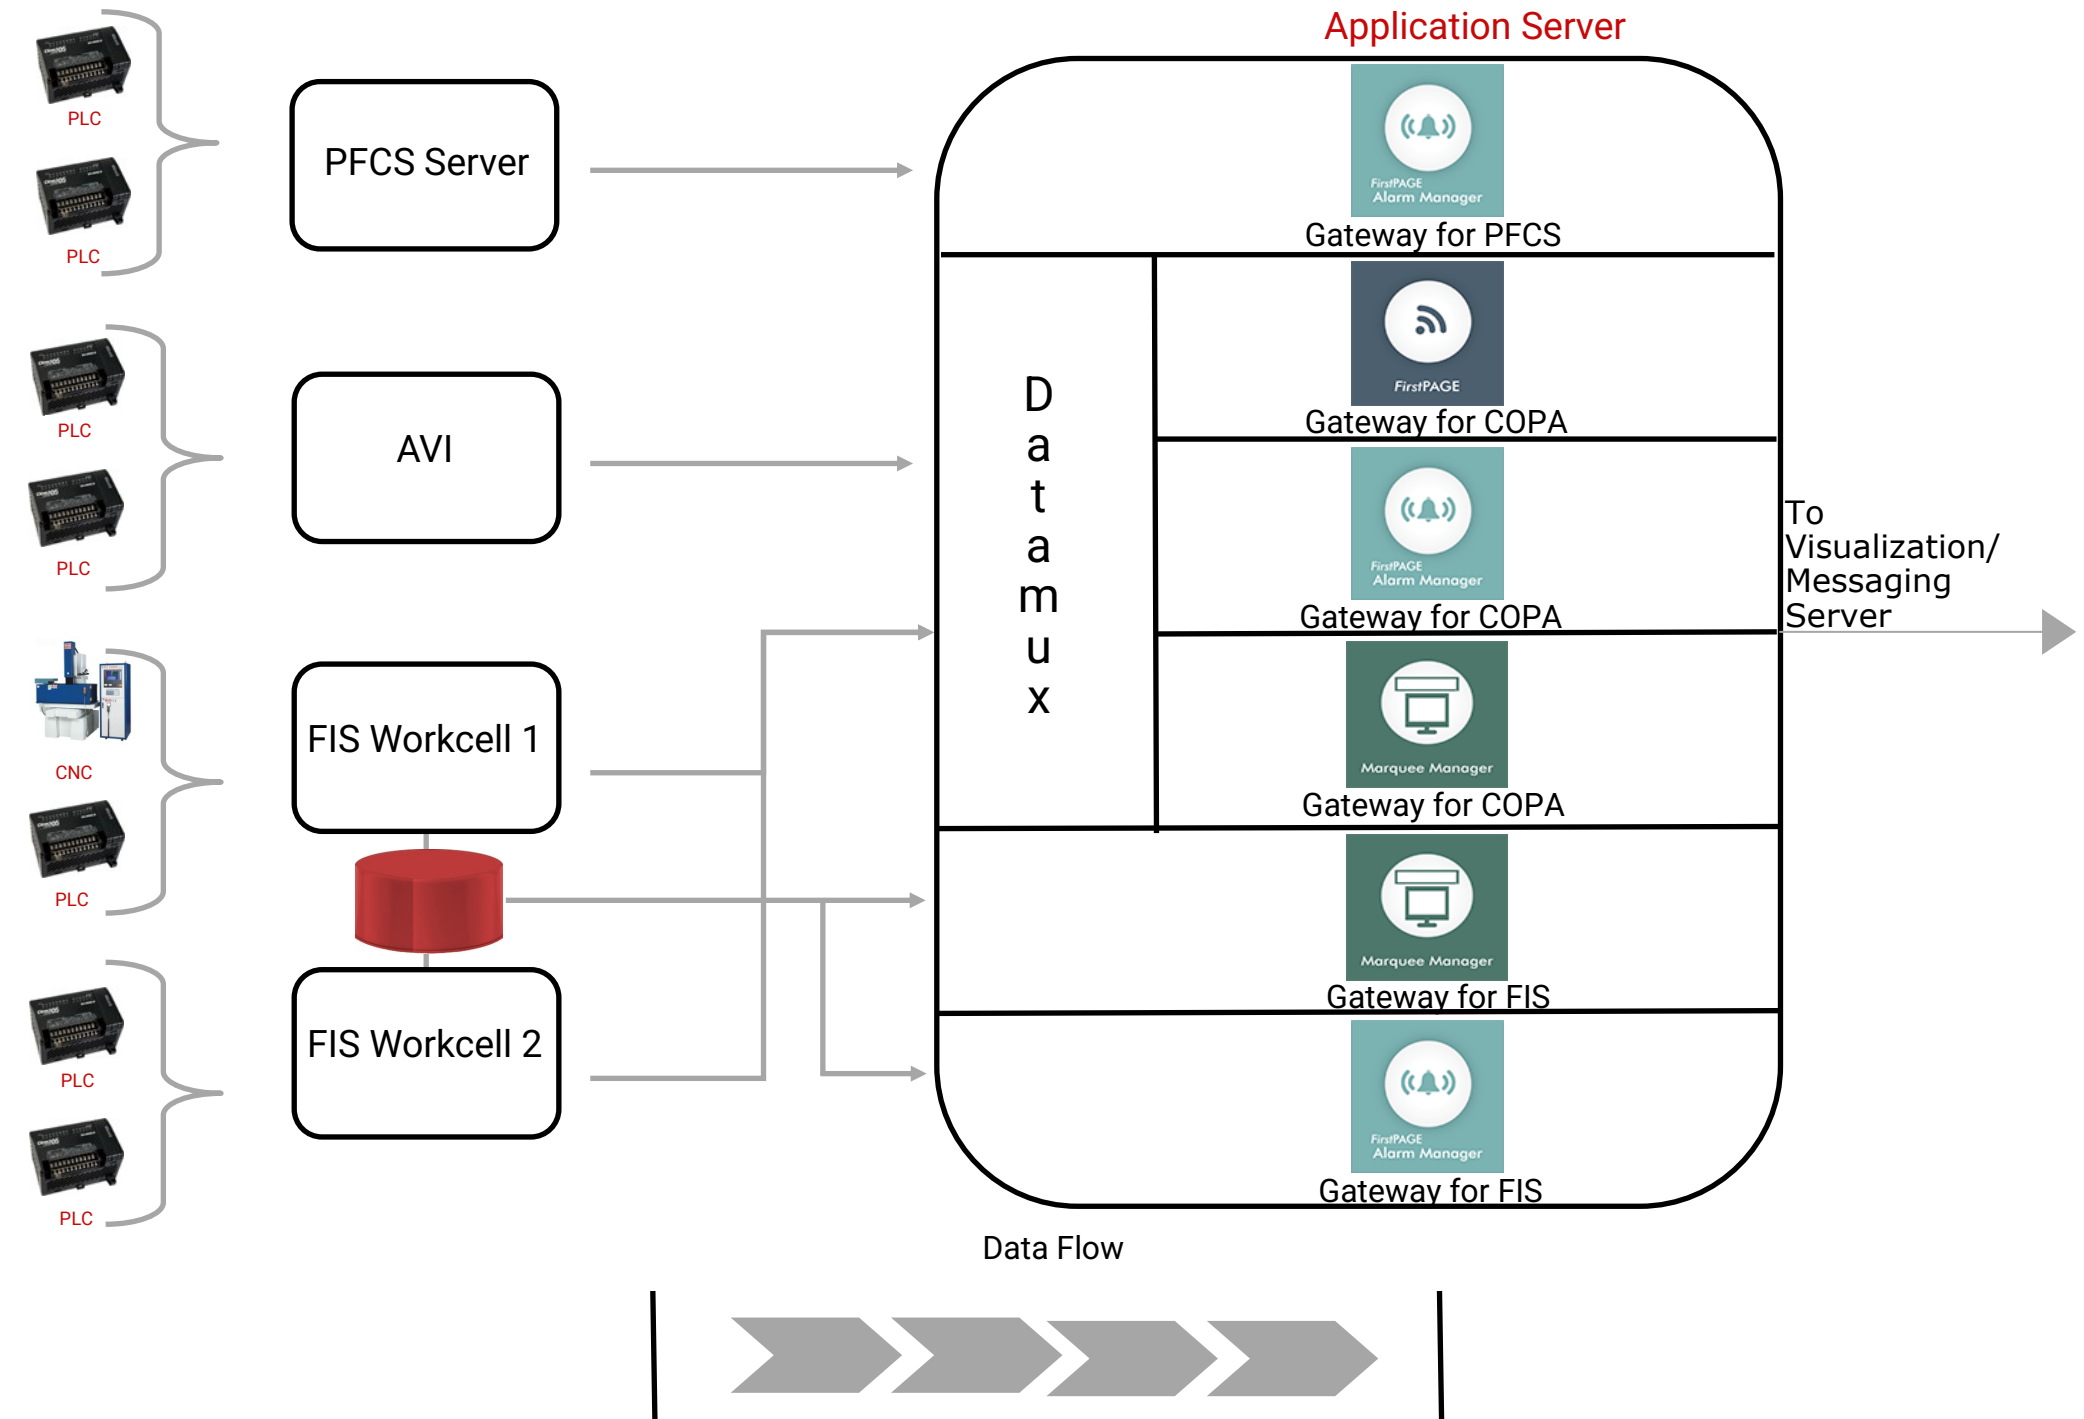 Application Server
PLC
PLC
PFCS Server
FirstPAGE
Alarm Manager
Gateway for PFCS
PLC
PLC
AVI
D
a
t
a
m
u
x
FirstPAGE
Gateway for COPA
FirstPAGE
Alarm Manager
Gateway for COPA
Marquee Manager
Gateway for COPA
To
Visualization/
Messaging
Server
CNC
PLC
FIS Workcell 1
Marquee Manager
Gateway for FIS
PLC
PLC
FIS Workcell 2
FirstPAGE
Alarm Manager
Gateway for FIS
Data Flow